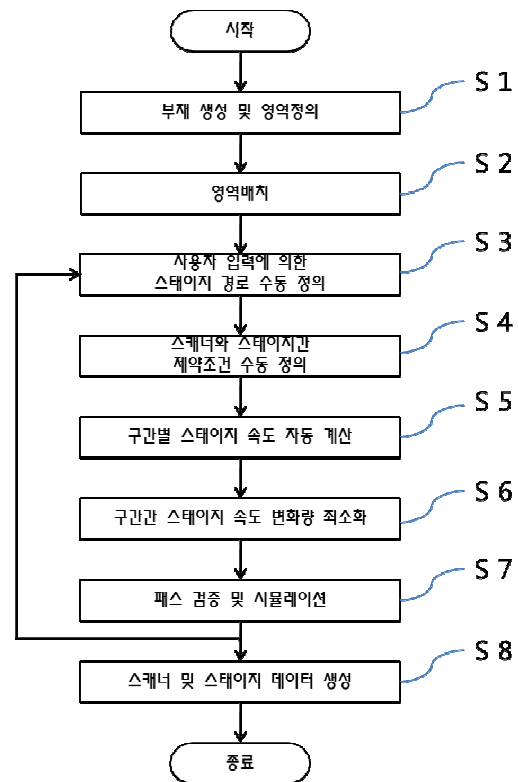 시작
S 1
부재 생성 및 영역정의
S 2
영역배치
S 3
사용자 입력에 의한
스테이지 경로 수동 정의
S 4
스캐너와 스테이지간
제약조건 수동 정의
S 5
구간별 스테이지 속도 자동 계산
S 6
구간간 스테이지 속도 변화량 최소화
S 7
패스 검증 및 시뮬레이션
S 8
스캐너 및 스테이지 데이터 생성
종료